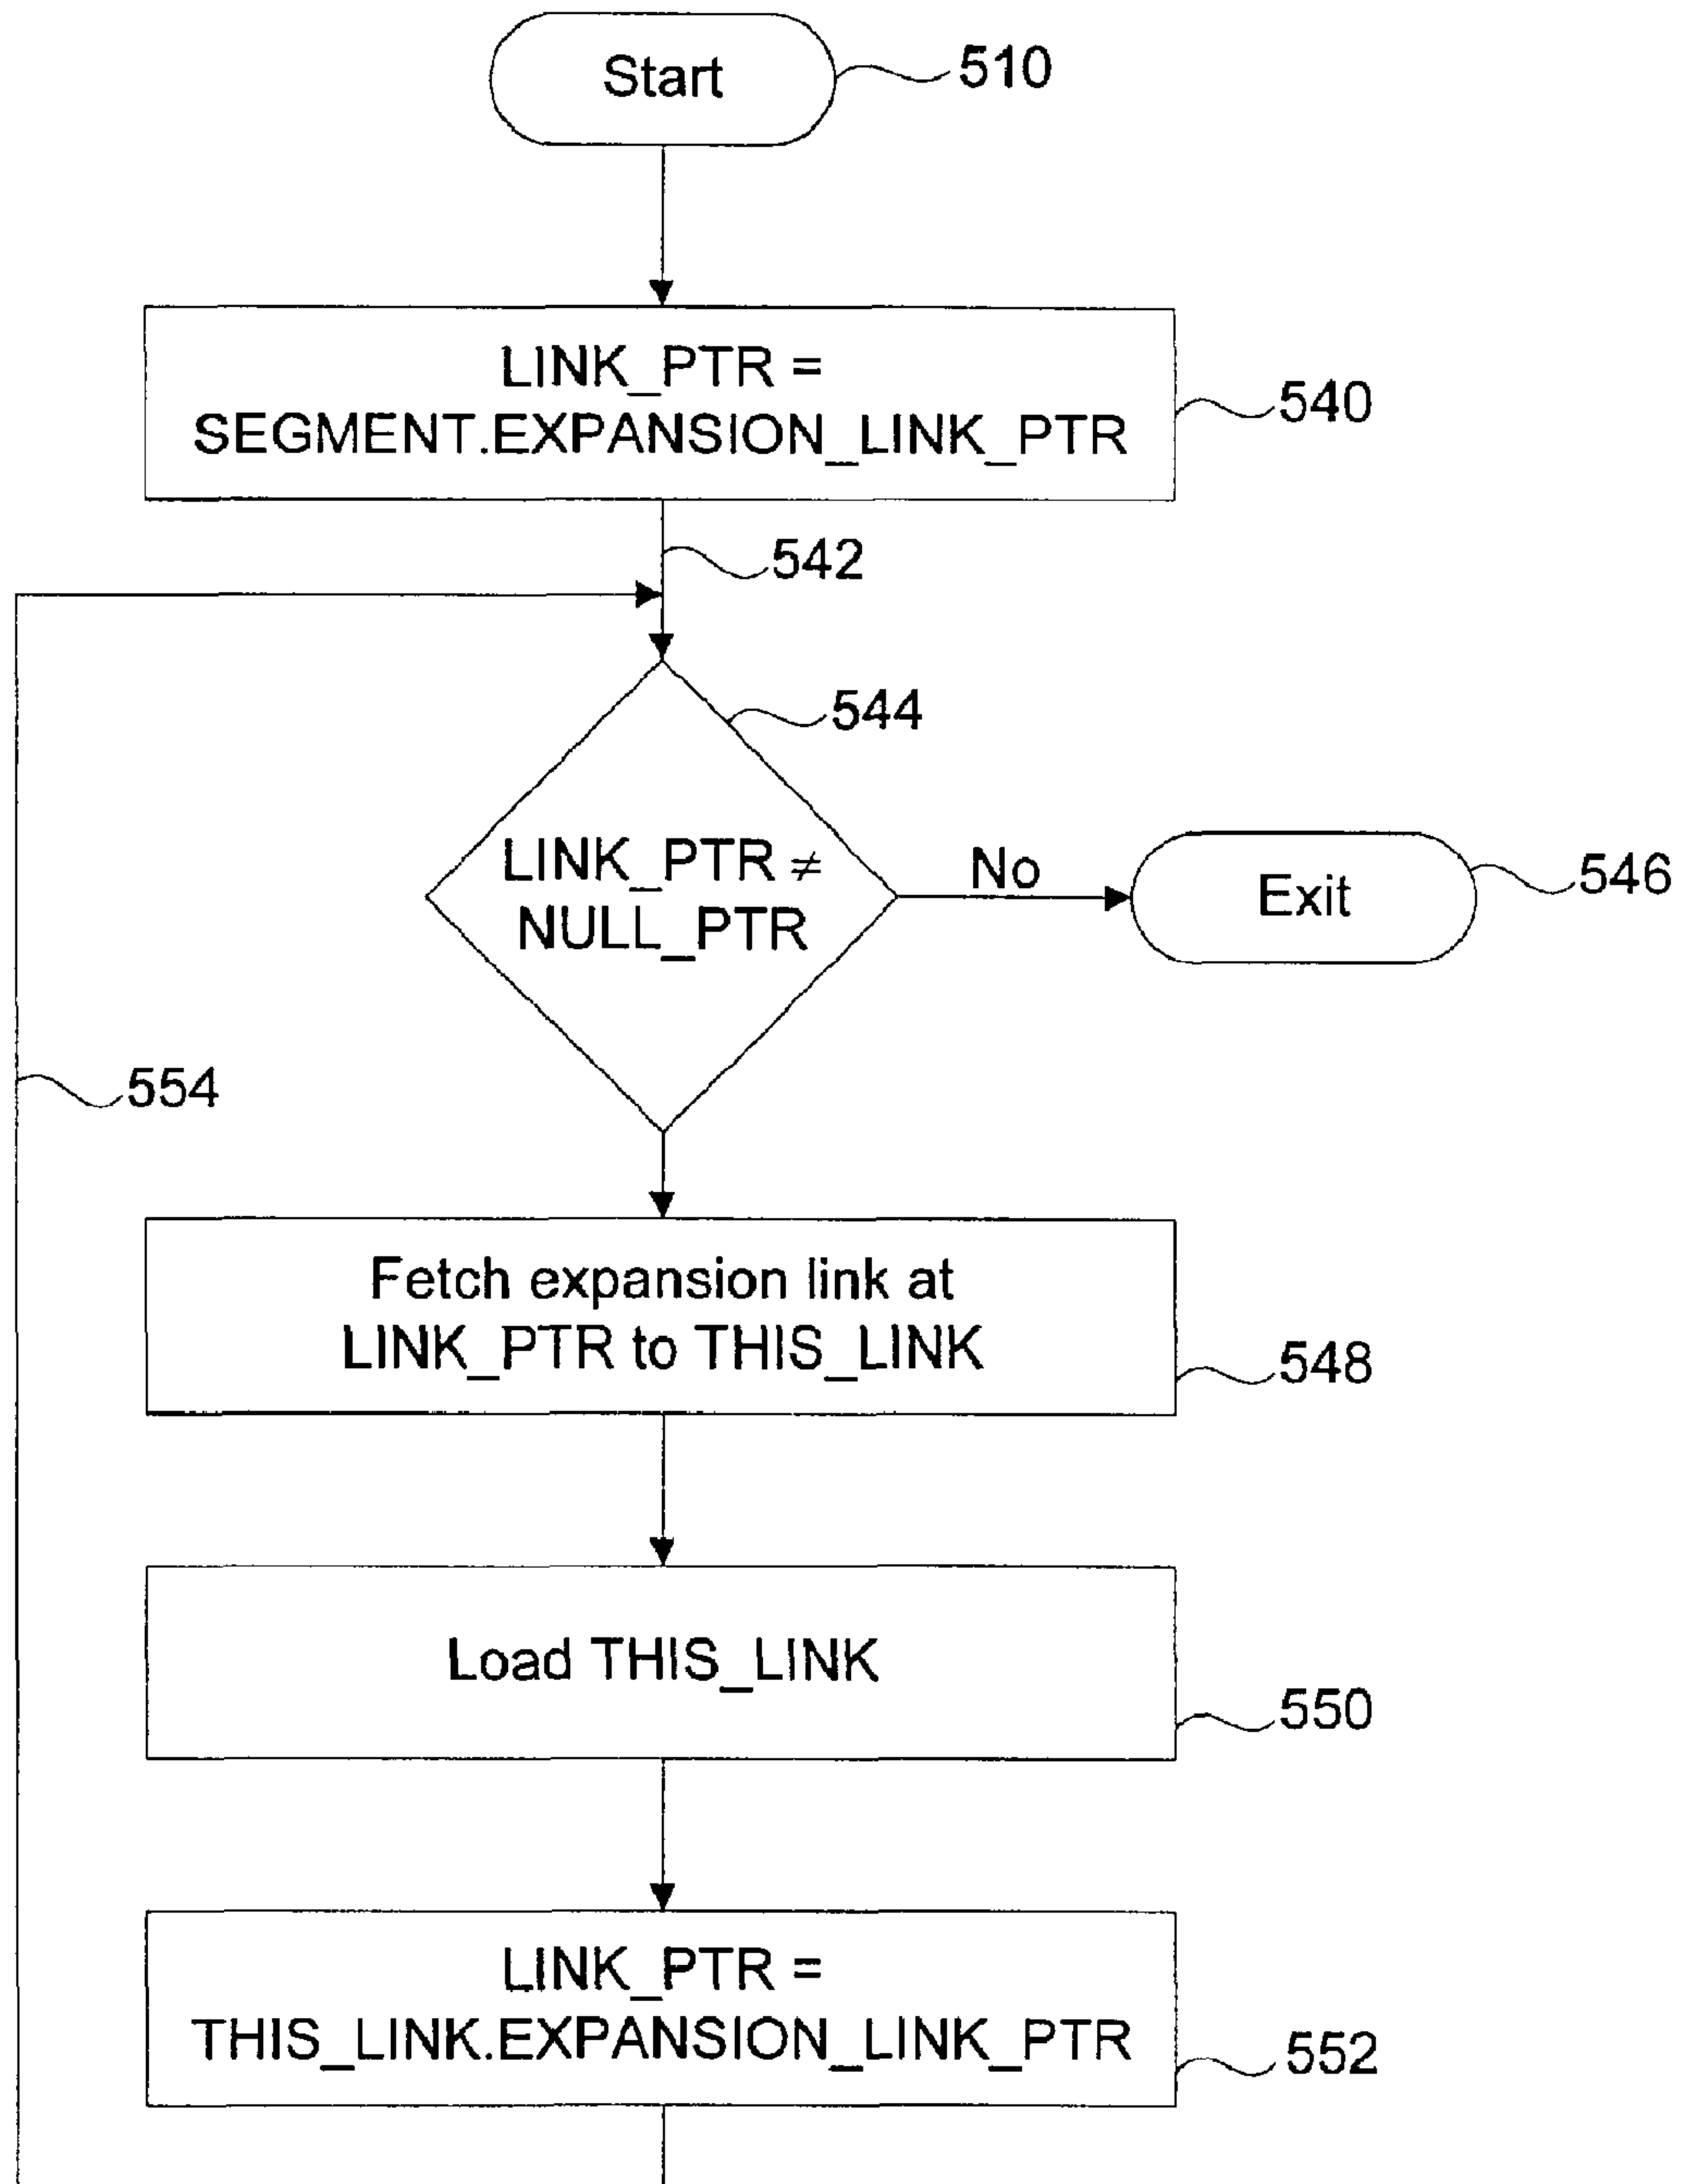 Start
510
LINK_PTR =
SEGMENT.EXPANSION_LINK_PTR
540
542
544
LINK_PTR ≠
NULL_PTR
No
Exit
546
554
Fetch expansion link at
LINK_PTR to THIS_LINK
548
Load THIS_LINK
550
LINK_PTR =
THIS_LINK.EXPANSION_LINK_PTR
552